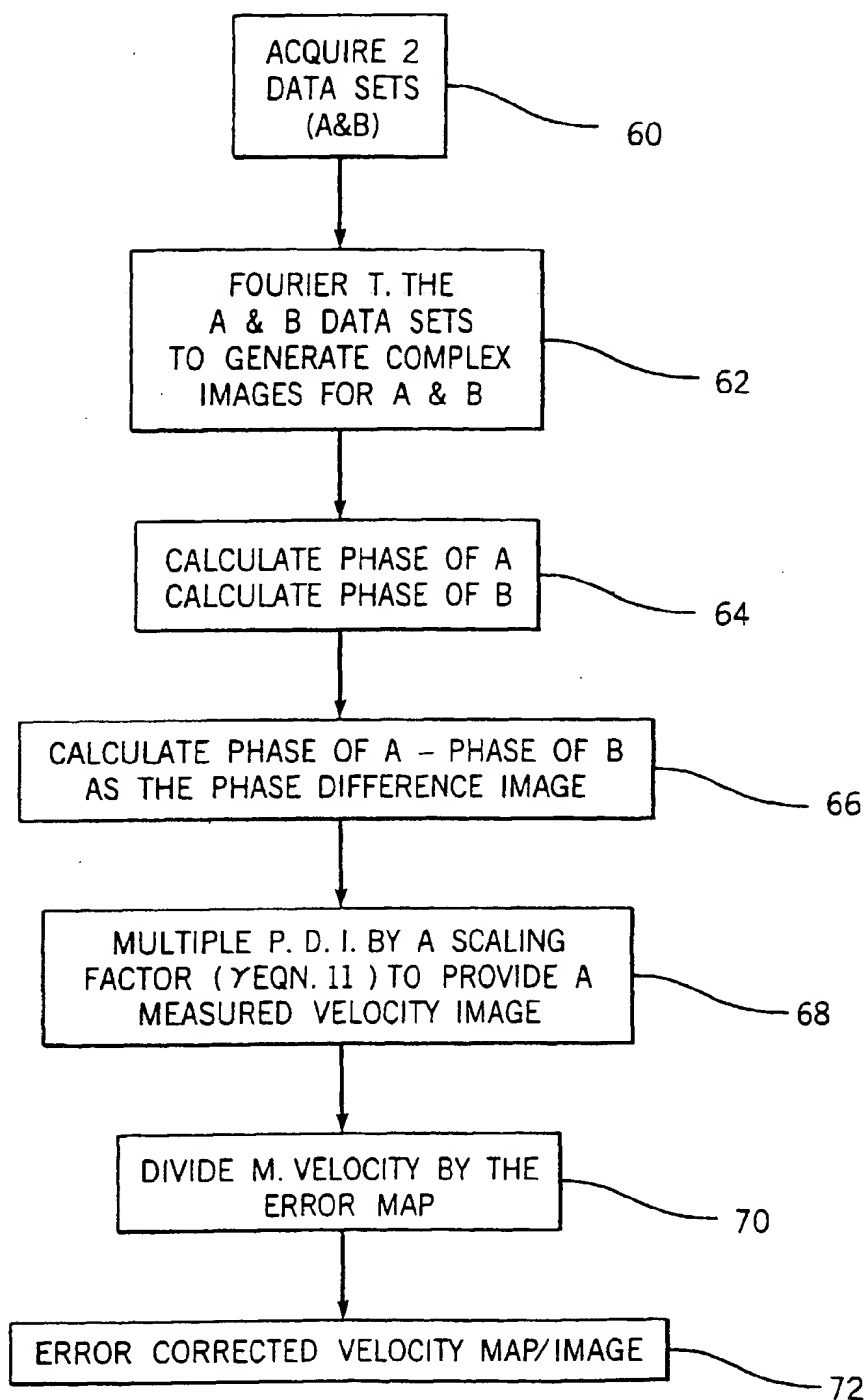 ACQUIRE 2
DATA SETS
(A&B)
60
FOURIER T. THE
A & B DATA SETS
TO GENERATE COMPLEX
IMAGES FOR A & B
62
CALCULATE PHASE OF A
CALCULATE PHASE OF B
64
CALCULATE PHASE OF A – PHASE OF B
AS THE PHASE DIFFERENCE IMAGE
66
MULTIPLE P. D. I. BY A SCALING
FACTOR (γEQN. 11) TO PROVIDE A
MEASURED VELOCITY IMAGE
68
DIVIDE M. VELOCITY BY THE
ERROR MAP
70
ERROR CORRECTED VELOCITY MAP/IMAGE
72